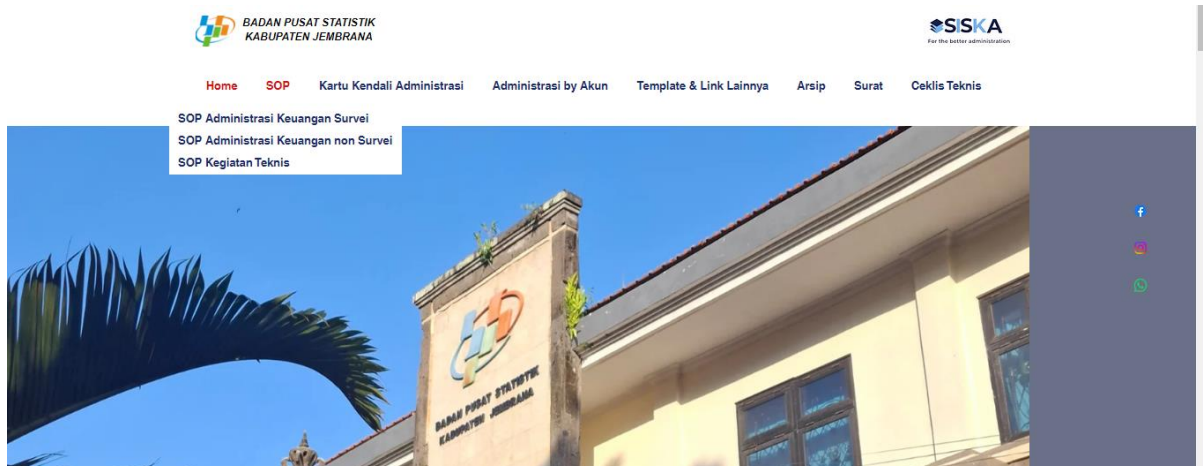 BADAN PUSAT STATISTIK
KABUPATEN JEMBRANA
SISKA
For the better administration
Home SOP Kartu Kendali Administrasi Administrasi by Akun Template & Link Lainnya Arsip Surat Ceklis Teknis
SOP Administrasi Keuangan Survei
SOP Administrasi Keuangan non Survei
SOP Kegiatan Teknis
BADAN PUSAT STATISTIK
KABUPATEN JEMBRANA